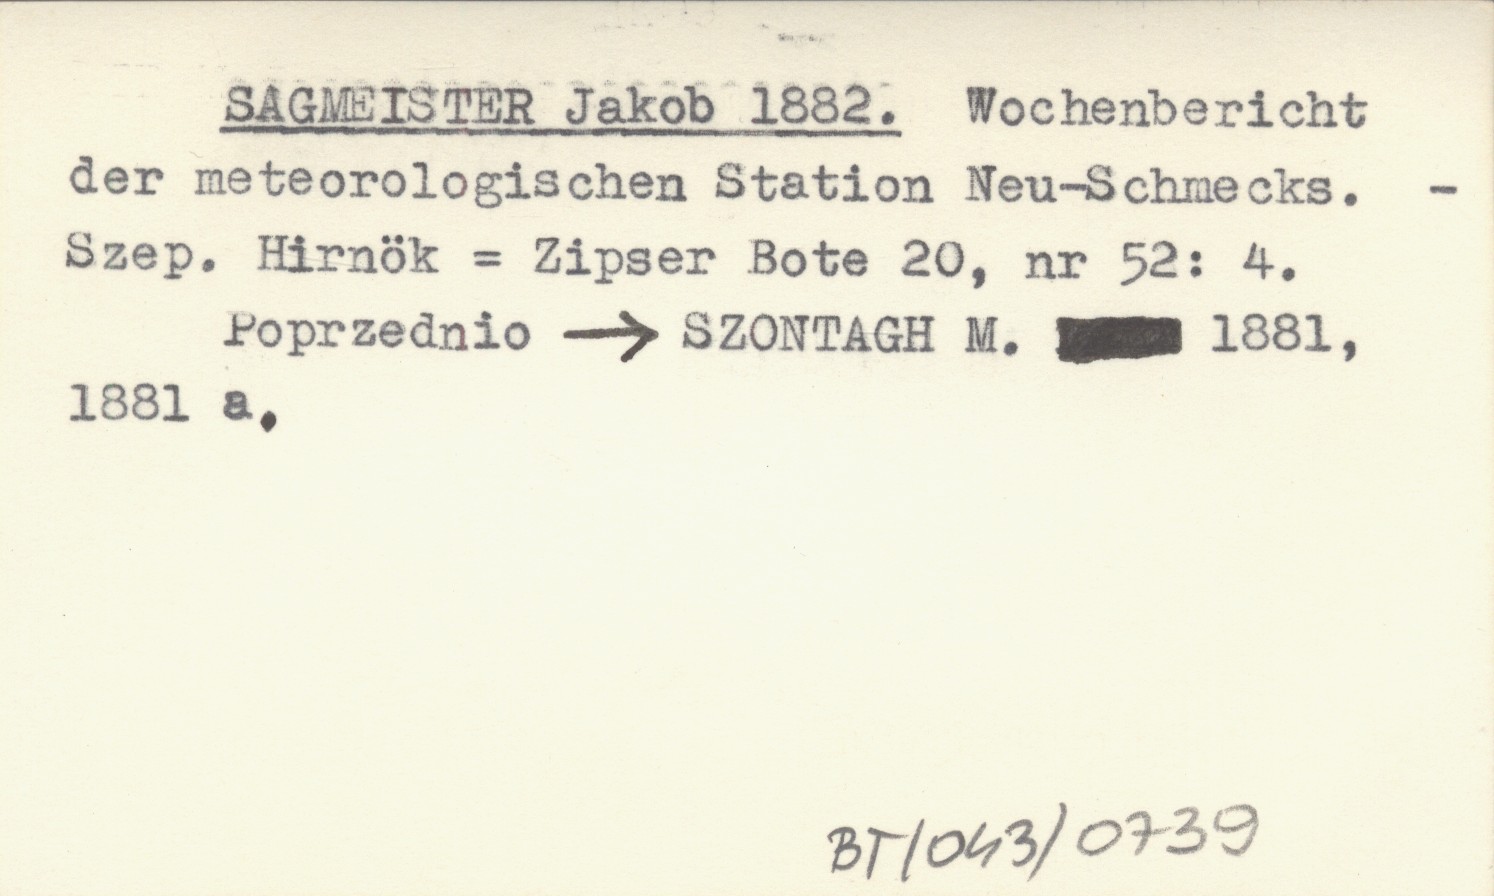 SAGMEISTER Jakob 1882. Wochenbericht
der meteorologischen Station Neu-Schmecks. -
Szep. Hirnök = Zipser Bote 20, nr 52: 4.
Poprzednio → SZONTAGH M. 1881,
1881 a.
BT/043/0739